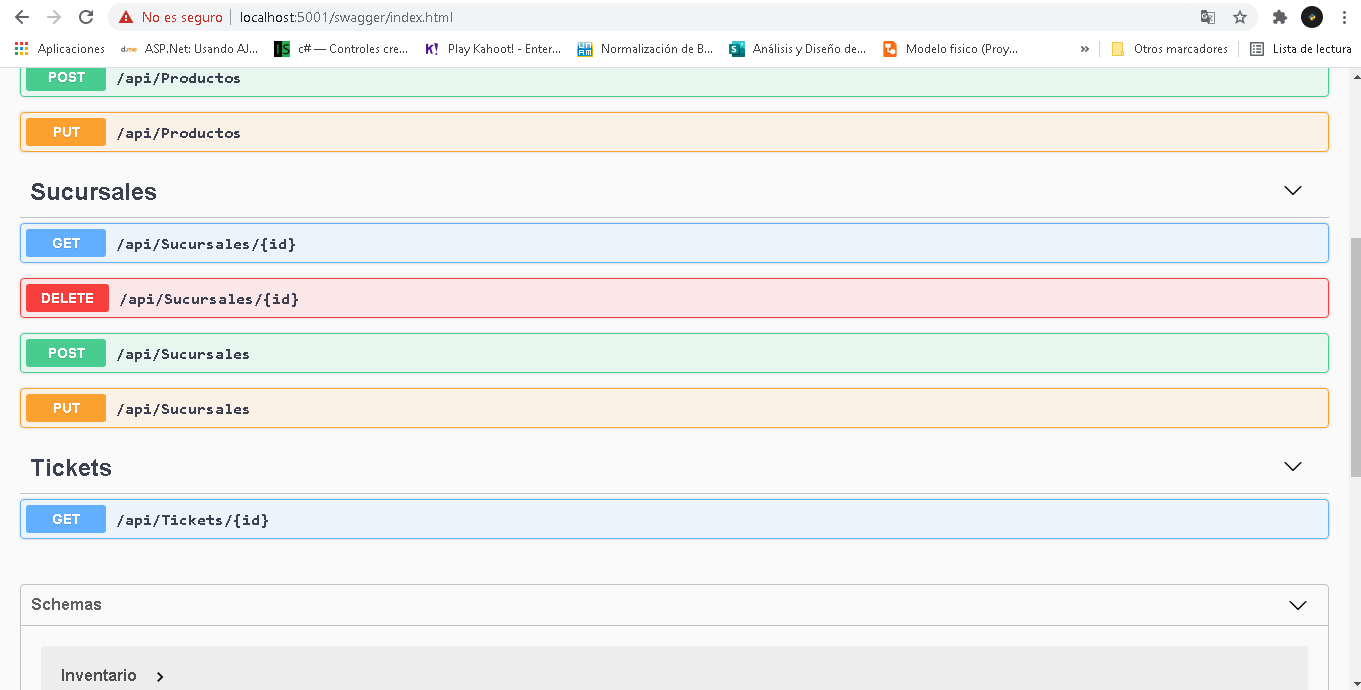 No es seguro | localhost:5001/swagger/index.html
Aplicaciones d.me ASP.Net: Usando AJ... c# — Controles cre... K! Play Kahoot! - Enter... Normalización de B... Análisis y Diseño de... Modelo fisico (Proy... » Otros marcadores Lista de lectura
POST /api/Productos
PUT /api/Productos
Sucursales
GET /api/Sucursales/{id}
DELETE /api/Sucursales/{id}
POST /api/Sucursales
PUT /api/Sucursales
Tickets
GET /api/Tickets/{id}
Schemas
Inventario